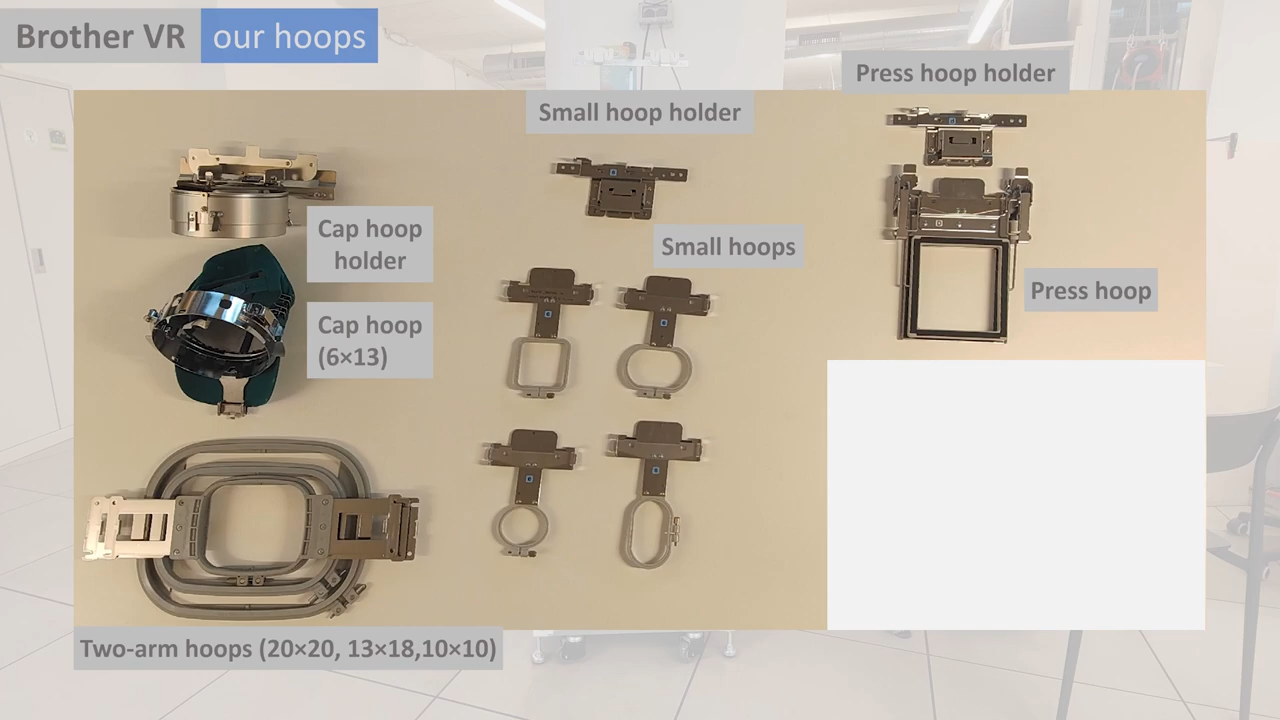 Brother VR our hoops
Press hoop holder
Small hoop holder
Cap hoop
holder
Small hoops
Press hoop
Cap hoop
(6×13)
Two-arm hoops (20×20, 13×18,10×10)